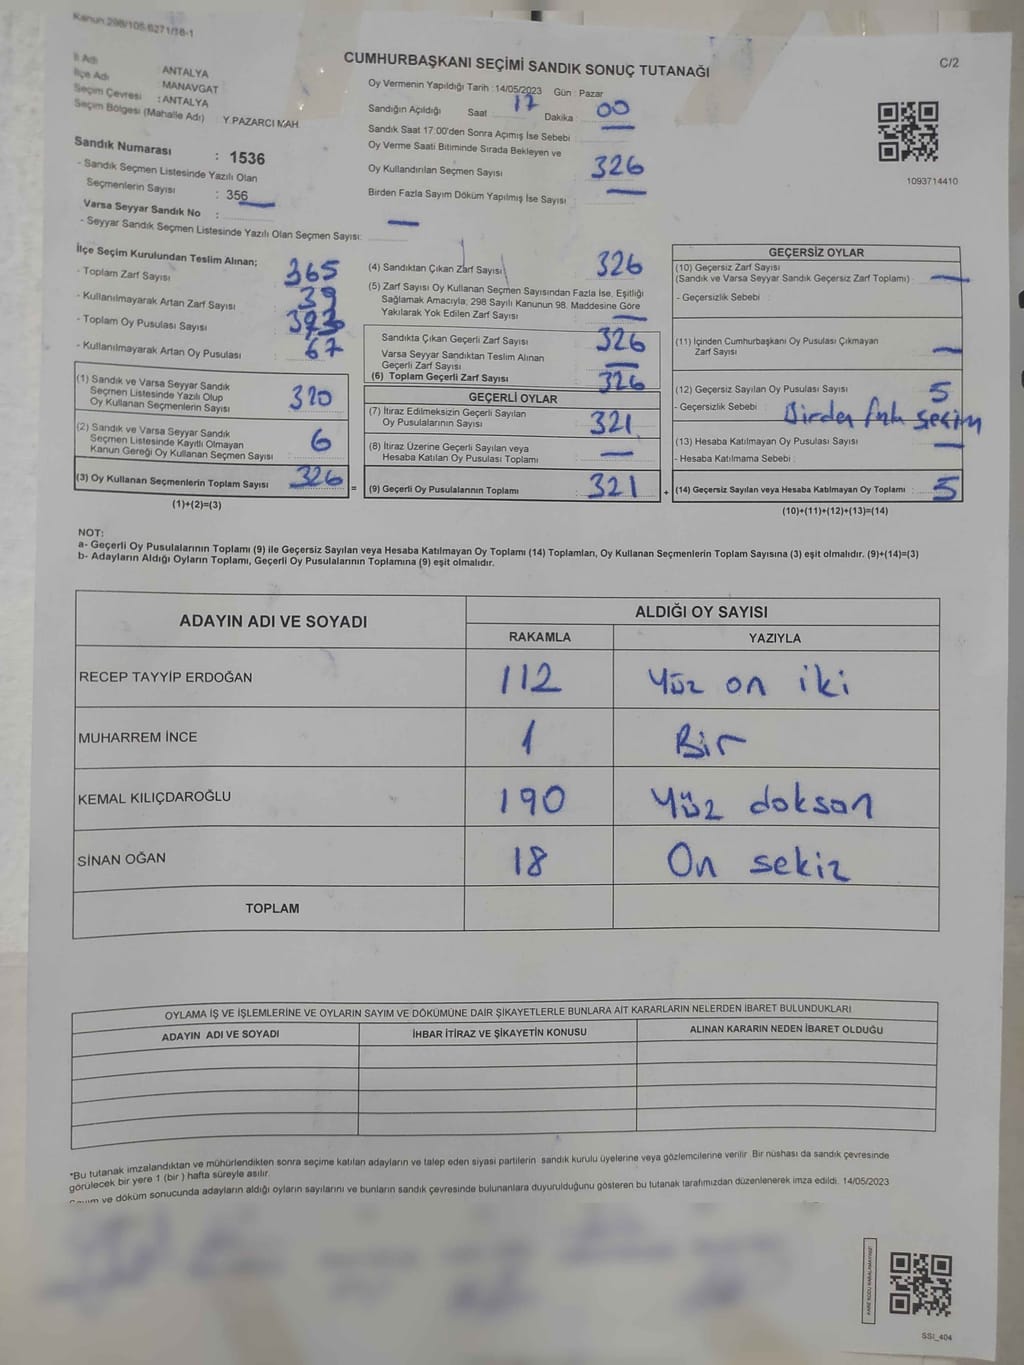 Kanun:298/105.6271/18-1
C/2
CUMHURBAŞKANI SEÇİMİ SANDIK SONUÇ TUTANAĞI
İl Adı ANTALYA
İlçe Adı MANAVGAT
Seçim Çevresi : ANTALYA
Seçim Bölgesi (Mahalle Adı) Y.PAZARCI MAH.
Sandık Numarası : 1536
- Sandık Seçmen Listesinde Yazılı Olan
Seçmenlerin Sayısı : 356
Varsa Seyyar Sandık No :
- Seyyar Sandık Seçmen Listesinde Yazılı Olan Seçmen Sayısı: —
Oy Vermenin Yapıldığı Tarih : 14/05/2023 Gün : Pazar
Sandığın Açıldığı Saat 17 Dakika : 00
Sandık Saat 17:00'den Sonra Açımış İse Sebebi : —
Oy Verme Saati Bitiminde Sırada Bekleyen ve
Oy Kullandırılan Seçmen Sayısı : 326
Birden Fazla Sayım Döküm Yapılmış İse Sayısı : —
1093714410
İlçe Seçim Kurulundan Teslim Alınan;
- Toplam Zarf Sayısı : 365
- Kullanılmayarak Artan Zarf Sayısı : 39
- Toplam Oy Pusulası Sayısı : 393
- Kullanılmayarak Artan Oy Pusulası : 67
(1) Sandık ve Varsa Seyyar Sandık
Seçmen Listesinde Yazılı Olup
Oy Kullanan Seçmenlerin Sayısı : 320
(2) Sandık ve Varsa Seyyar Sandık
Seçmen Listesinde Kayıtlı Olmayan
Kanun Gereği Oy Kullanan Seçmen Sayısı : 6
(3) Oy Kullanan Seçmenlerin Toplam Sayısı : 326 =
(1)+(2)=(3)
(4) Sandıktan Çıkan Zarf Sayısı 326
(5) Zarf Sayısı Oy Kullanan Seçmen Sayısından Fazla İse, Eşitliği
Sağlamak Amacıyla, 298 Sayılı Kanunun 98. Maddesine Göre
Yakılarak Yok Edilen Zarf Sayısı : —
Sandıkta Çıkan Geçerli Zarf Sayısı : 326
Varsa Seyyar Sandıktan Teslim Alınan
Geçerli Zarf Sayısı : —
(6) Toplam Geçerli Zarf Sayısı : 326
GEÇERLİ OYLAR
(7) İtiraz Edilmeksizin Geçerli Sayılan
Oy Pusulalarının Sayısı : 321
(8) İtiraz Üzerine Geçerli Sayılan veya
Hesaba Katılan Oy Pusulası Toplamı : —
(9) Geçerli Oy Pusulalarının Toplamı : 321 +
GEÇERSİZ OYLAR
(10) Geçersiz Zarf Sayısı
(Sandık ve Varsa Seyyar Sandık Geçersiz Zarf Toplamı) : —
- Geçersizlik Sebebi :
(11) İçinden Cumhurbaşkanı Oy Pusulası Çıkmayan
Zarf Sayısı : —
(12) Geçersiz Sayılan Oy Pusulası Sayısı : 5
- Geçersizlik Sebebi : Birden fazla seçim
(13) Hesaba Katılmayan Oy Pusulası Sayısı : —
- Hesaba Katılmama Sebebi :
(14) Geçersiz Sayılan veya Hesaba Katılmayan Oy Toplamı : 5
(10)+(11)+(12)+(13)=(14)
NOT:
a- Geçerli Oy Pusulalarının Toplamı (9) ile Geçersiz Sayılan veya Hesaba Katılmayan Oy Toplamı (14) Toplamları, Oy Kullanan Seçmenlerin Toplam Sayısına (3) eşit olmalıdır. (9)+(14)=(3)
b- Adayların Aldığı Oyların Toplamı, Geçerli Oy Pusulalarının Toplamına (9) eşit olmalıdır.
ADAYIN ADI VE SOYADI ALDIĞI OY SAYISI
RAKAMLA YAZIYLA
RECEP TAYYİP ERDOĞAN 112 Yüz on iki
MUHARREM İNCE 1 Bir
KEMAL KILIÇDAROĞLU 190 Yüz doksan
SİNAN OĞAN 18 On sekiz
TOPLAM
OYLAMA İŞ VE İŞLEMLERİNE VE OYLARIN SAYIM VE DÖKÜMÜNE DAİR ŞİKAYETLERLE BUNLARA AİT KARARLARIN NELERDEN İBARET BULUNDUKLARI
ADAYIN ADI VE SOYADI İHBAR İTİRAZ VE ŞİKAYETİN KONUSU ALINAN KARARIN NEDEN İBARET OLDUĞU
*Bu tutanak imzalandıktan ve mühürlendikten sonra seçime katılan adayların ve talep eden siyasi partilerin sandık kurulu üyelerine veya gözlemcilerine verilir. Bir nüshası da sandık çevresinde
görülecek bir yere 1 (bir) hafta süreyle asılır.
Sayım ve döküm sonucunda adayların aldığı oyların sayılarını ve bunların sandık çevresinde bulunanlara duyurulduğunu gösteren bu tutanak tarafımızdan düzenlenerek imza edildi. 14/05/2023
SSI_404